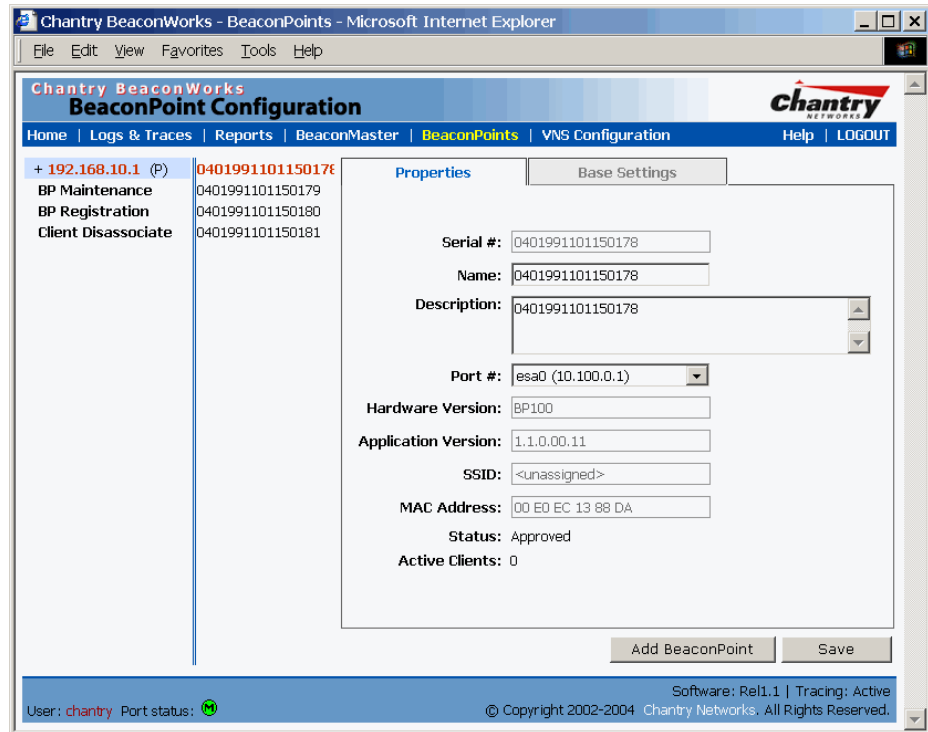 Chantry BeaconWorks - BeaconPoints - Microsoft Internet Explorer
File Edit View Favorites Tools Help
Chantry BeaconWorks
BeaconPoint Configuration
Chantry
NETWORKS
Home | Logs & Traces | Reports | BeaconMaster | BeaconPoints | VNS Configuration Help | LOGOUT
+ 192.168.10.1 (P)
BP Maintenance
BP Registration
Client Disassociate
0401991101150178
0401991101150179
0401991101150180
0401991101150181
Properties Base Settings
Serial #: 0401991101150178
Name: 0401991101150178
Description: 0401991101150178
Port #: esa0 (10.100.0.1)
Hardware Version: BP100
Application Version: 1.1.0.00.11
SSID: <unassigned>
MAC Address: 00 E0 EC 13 88 DA
Status: Approved
Active Clients: 0
Add BeaconPoint Save
Software: Rel1.1 | Tracing: Active
User: chantry Port status: M © Copyright 2002-2004 Chantry Networks. All Rights Reserved.